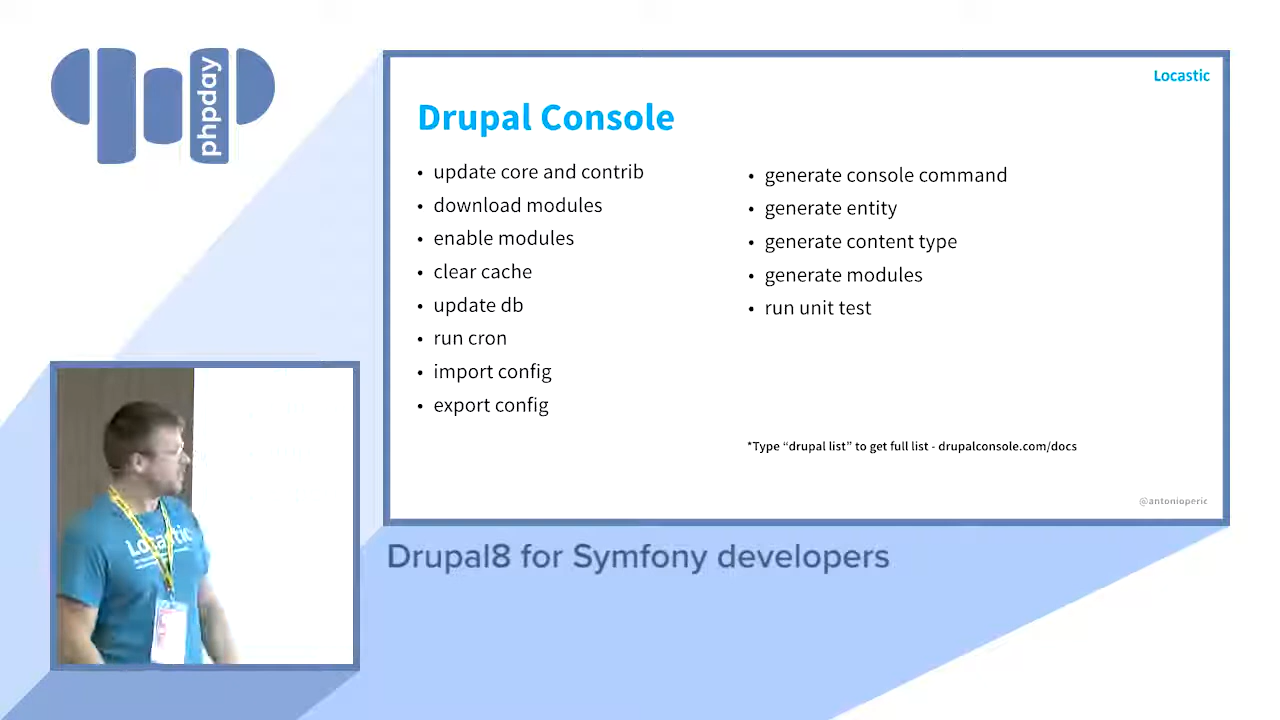 phpday
Locastic
Drupal Console
• update core and contrib
• download modules
• enable modules
• clear cache
• update db
• run cron
• import config
• export config
• generate console command
• generate entity
• generate content type
• generate modules
• run unit test
*Type “drupal list” to get full list - drupalconsole.com/docs
@antonioperic
Locastic
Drupal8 for Symfony developers